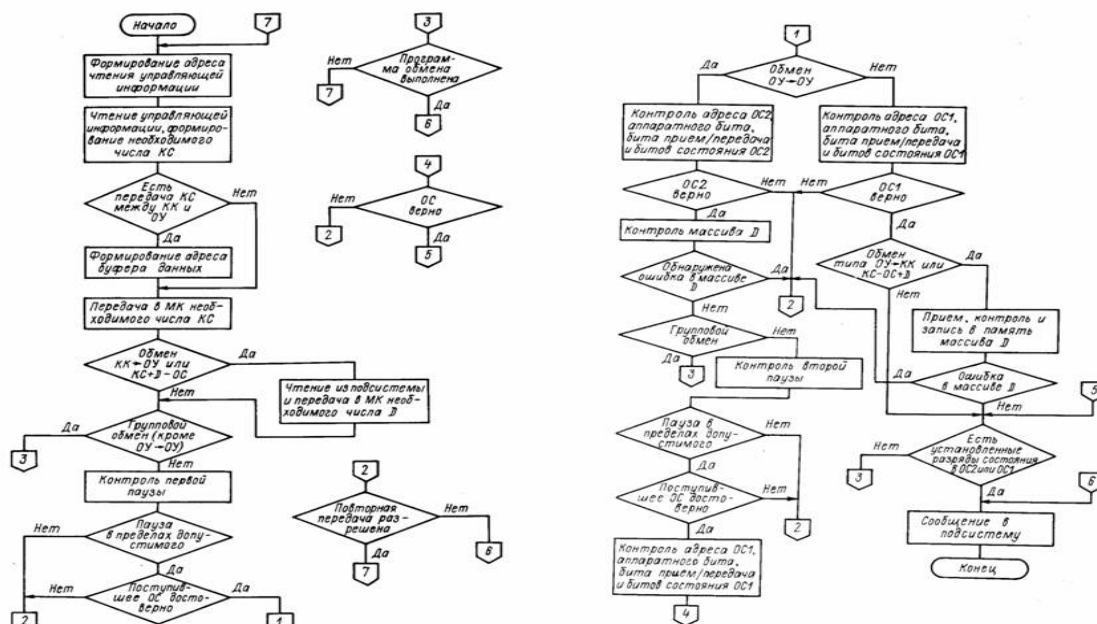 Начало
7
Формирование адреса
чтения управляющей
информации
Чтение управляющей
информации, формиро-
вание необходимого
числа КС
Есть
передача КС
между КК и
ОУ
Нет
Да
Формирование адреса
буфера данных
Передача в МК необ-
ходимого числа КС
Обмен
КК→ОУ или
КС+D–ОС
Да
Нет
Чтение из подсистемы
и передача в МК необ-
ходимого числа D
Групповой
обмен (кроме
ОУ→ОУ)
Да
3
Нет
Контроль первой
паузы
Пауза
в пределах допу-
стимого
Нет
Да
Поступив-
шее ОС досто-
верно
Нет
Да
2
1
3
Програм-
ма обмена
выполнена
Нет
7
Да
6
4
ОС
верно
Нет
2
Да
5
2
Повторная
передача раз-
решена
Нет
6
Да
7
1
Обмен
ОУ→ОУ
Да
Нет
Контроль адреса ОС2,
аппаратного бита,
бита прием/передача
и битов состояния ОС2
Контроль адреса ОС1,
аппаратного бита,
бита прием/передача
и битов состояния ОС1
ОС2
верно
Нет
Нет
ОС1
верно
Да
Да
Контроль массива D
Обнаружена
ошибка в массиве
D
Да
2
Нет
Обмен
типа ОУ→КК или
КС–ОС+D
Да
Нет
Прием, контроль и
запись в память
массива D
Групповой
обмен
Нет
Да
3
Контроль второй
паузы
Ошибка
в массиве D
Да
Нет
5
Пауза в
пределах допу-
стимого
Нет
Да
Поступив-
шее ОС досто-
верно
Нет
2
Да
Контроль адреса ОС1,
аппаратного бита,
бита прием/передача
и битов состояния ОС1
4
Есть
установленные
разряды состояния
в ОС2 или ОС1
Нет
3
Да
6
Сообщение в
подсистему
Конец